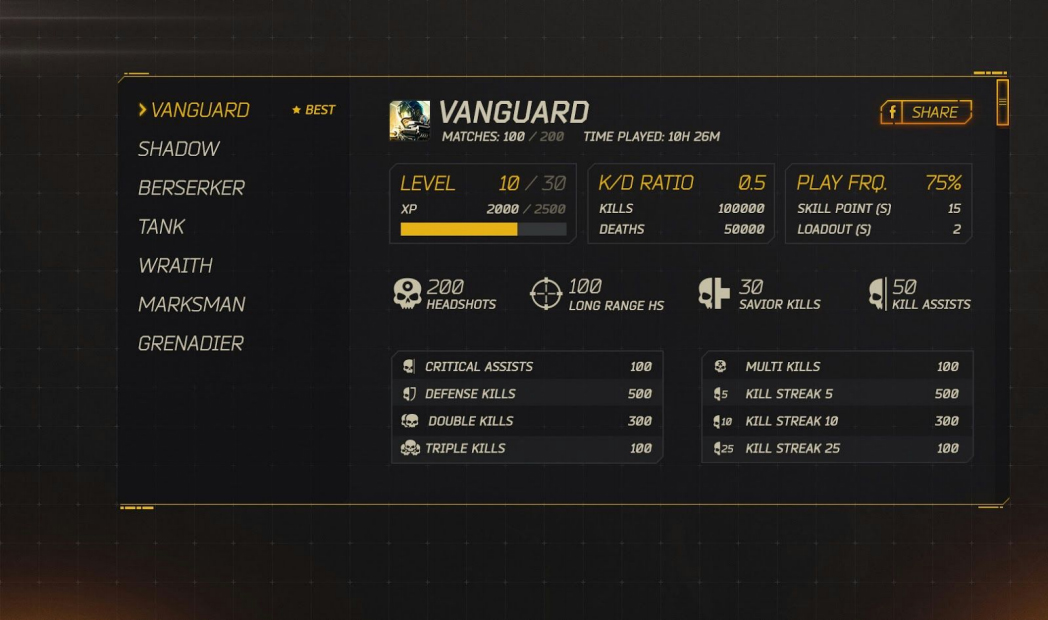 VANGUARD ★ BEST
SHADOW
BERSERKER
TANK
WRAITH
MARKSMAN
GRENADIER
VANGUARD
MATCHES: 100 / 200 TIME PLAYED: 10H 26M
f SHARE
LEVEL 10 / 30
XP 2000 / 2500
K/D RATIO 0.5
KILLS 100000
DEATHS 50000
PLAY FRQ. 75%
SKILL POINT (S) 15
LOADOUT (S) 2
200
HEADSHOTS
100
LONG RANGE HS
30
SAVIOR KILLS
50
KILL ASSISTS
CRITICAL ASSISTS 100
DEFENSE KILLS 500
DOUBLE KILLS 300
TRIPLE KILLS 100
MULTI KILLS 100
5 KILL STREAK 5 500
10 KILL STREAK 10 300
25 KILL STREAK 25 100